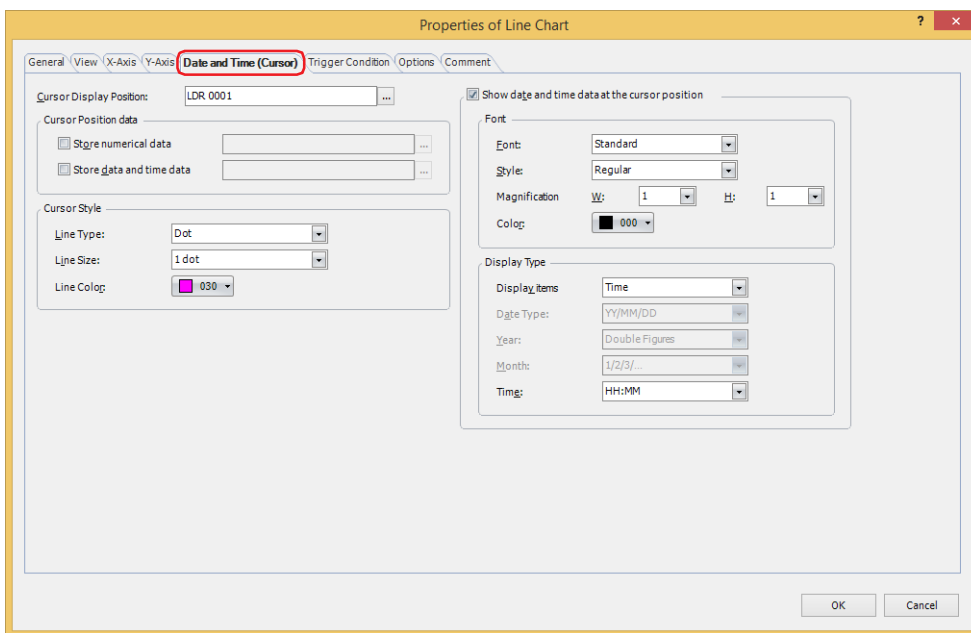 Properties of Line Chart
?
General View X-Axis Y-Axis Date and Time (Cursor) Trigger Condition Options Comment
Cursor Display Position: LDR 0001 ...
Cursor Position data
Store numerical data ...
Store data and time data ...
Cursor Style
Line Type: Dot
Line Size: 1 dot
Line Color: 030
Show date and time data at the cursor position
Font
Font: Standard
Style: Regular
Magnification W: 1 H: 1
Color: 000
Display Type
Display items Time
Date Type: YY/MM/DD
Year: Double Figures
Month: 1/2/3/...
Time: HH:MM
OK Cancel